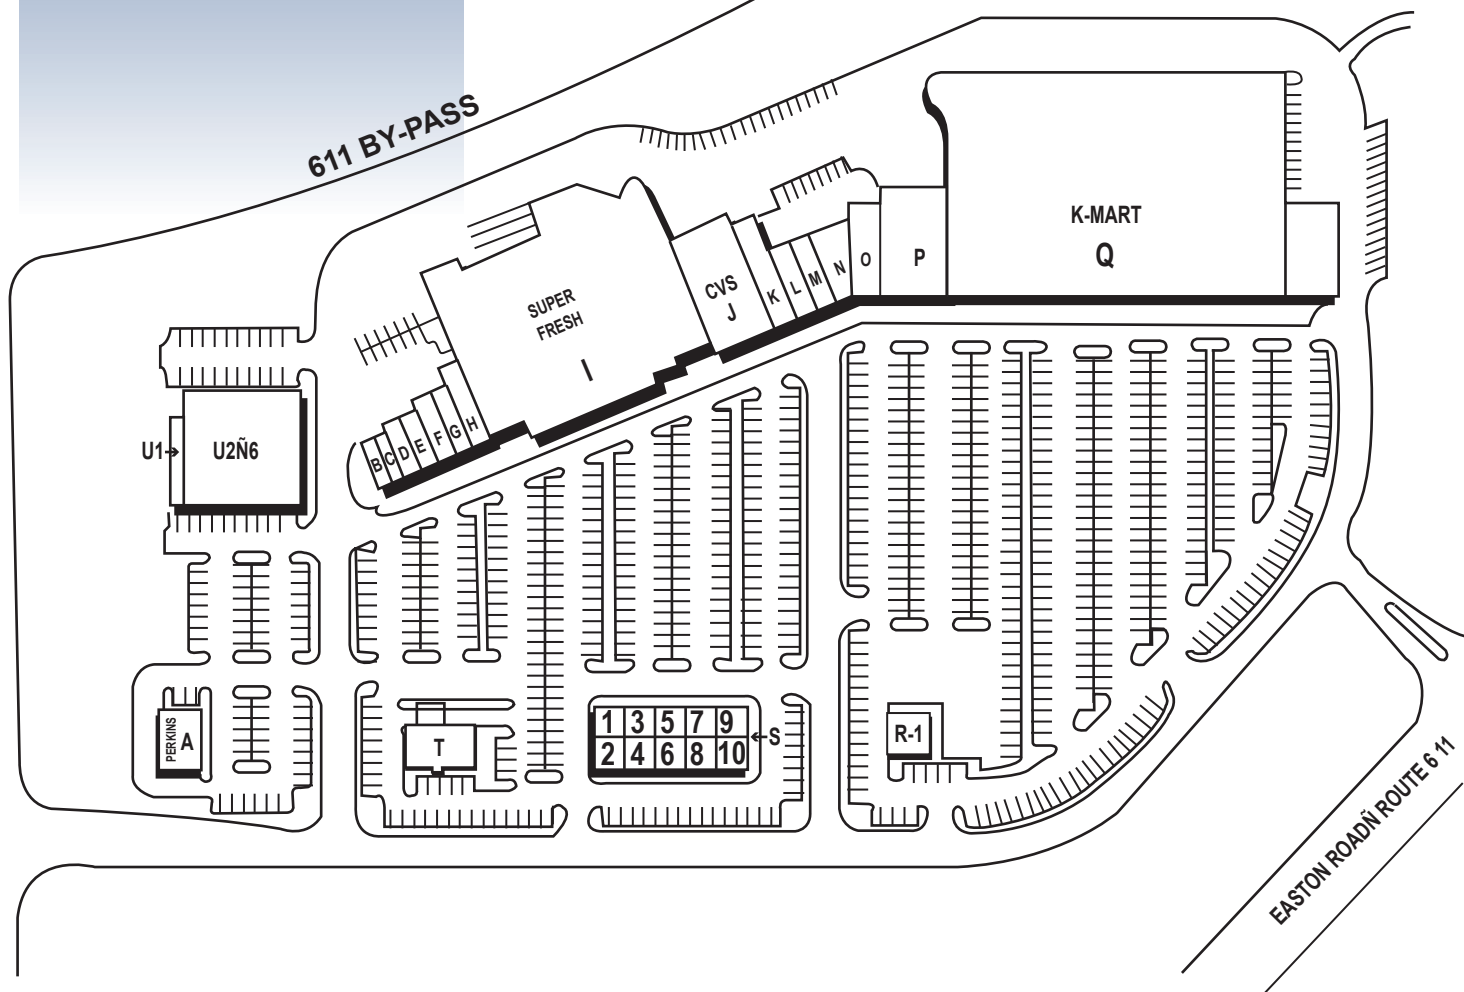 611 BY-PASS
K-MART
Q
P
O
N
M
L
K
CVS
J
SUPER
FRESH
I
H
G
F
E
D
C
B
U1
U2Ñ6
PERKINS
A
T
1 3 5 7 9
2 4 6 8 10
S
R-1
EASTON ROADÑ ROUTE 6 11